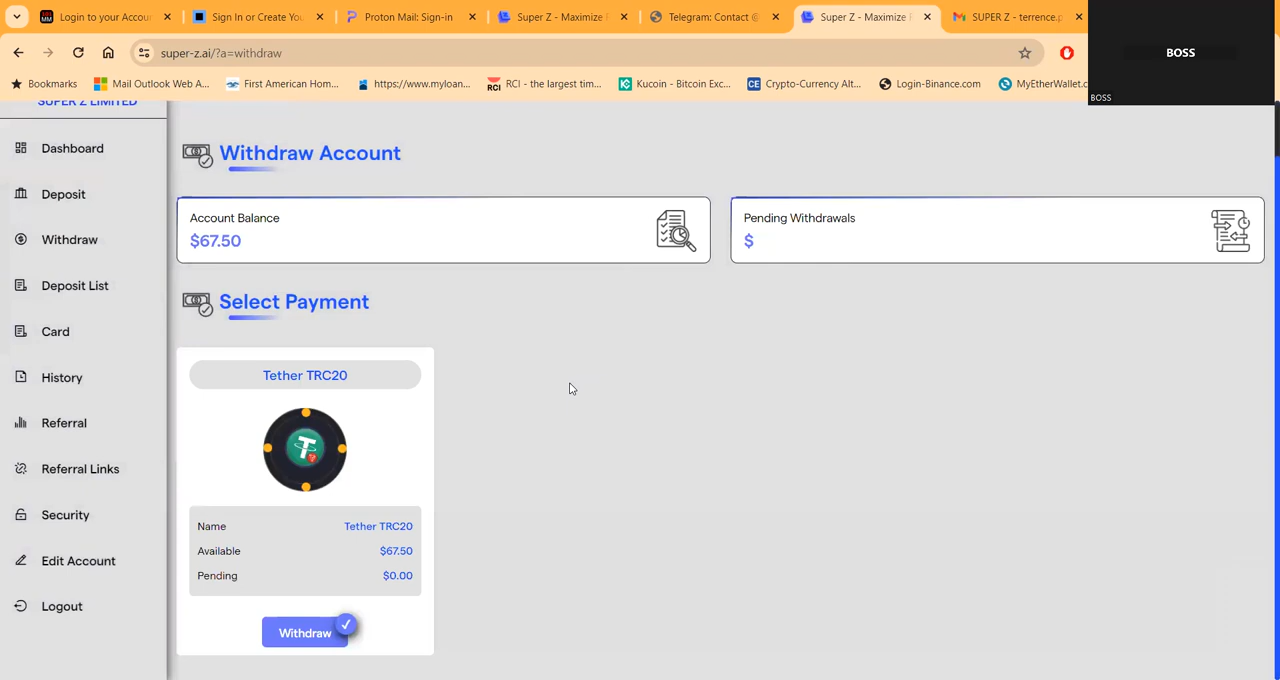 Login to your Accou
Sign In or Create You
Proton Mail: Sign-in
Super Z - Maximize
Telegram: Contact @
Super Z - Maximize
SUPER Z - terrence.p
super-z.ai/?a=withdraw
Bookmarks
Mail Outlook Web A...
First American Hom...
https://www.myloan...
RCI - the largest tim...
Kucoin - Bitcoin Exc...
Crypto-Currency Alt...
Login-Binance.com
MyEtherWallet.c
BOSS
BOSS
SUPER Z LIMITED
Dashboard
Deposit
Withdraw
Deposit List
Card
History
Referral
Referral Links
Security
Edit Account
Logout
Withdraw Account
Account Balance
$67.50
Pending Withdrawals
$
Select Payment
Tether TRC20
Name Tether TRC20
Available $67.50
Pending $0.00
Withdraw